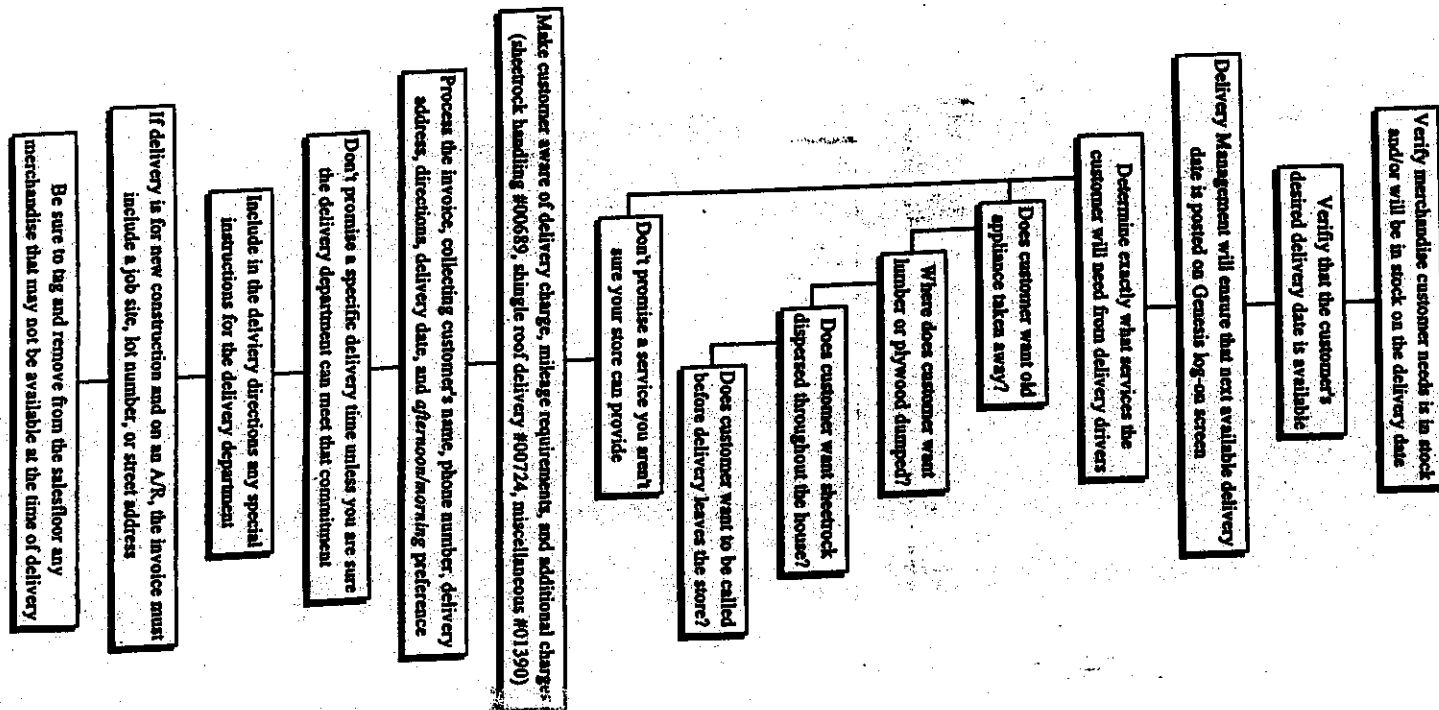 Verify merchandise customer needs is in stock
and/or will be in stock on the delivery date
Verifiy that the customer's
desired delivery date is available
Delivery Management will ensure that next available delivery
date is posted on Genesis log-on screen
Determine exactly what services the
customer will need from delivery drivers
Does customer want old
appliance taken away?
Where does customer want
lumber or plywood dumped?
Does customer want sheetrock
dispersed throughout the house?
Does customer want to be called
before delivery leaves the store?
Don't promise a service you aren't
sure your store can provide
Make customer aware of delivery charge, mileage requirements, and additional charges
(sheetrock handing #00689, shingle roof delivery #00724, miscellaneous #01390)
Process the invoice, collecting customer's name, phone number, delivery
address, directions, delivery date, and afternoon/morning preference
Don't promise a specific delivery time unless you are sure
the delivery department can meet that commitment
Include in the delviery directions any special
instructions for the delivery department
If delivery is for new construction and on an A/R, the invoice must
include a job site, lot number, or street address
Be sure to tag and remove from the salesfloor any
merchandise that may not be available at the time of delivery